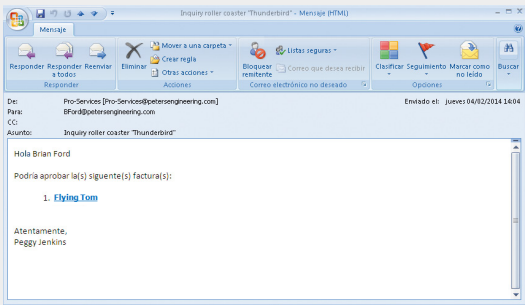 Inquiry roller coaster "Thunderbird" - Mensaje (HTML)
Mensaje
Responder Responder a todos Reenviar
Responder
Eliminar
Mover a una carpeta
Crear regla
Otras acciones
Acciones
Bloquear remitente
Listas seguras
Correo que desea recibir
Correo electrónico no deseado
Clasificar Seguimiento Marcar como no leído
Opciones
Buscar
De: Pro-Services [Pro-Services@petersengineering.com] Enviado el: jueves 04/02/2014 14:04
Para: BFord@petersengineering.com
CC:
Asunto: Inquiry roller coaster "Thunderbird"
Hola Brian Ford
Podría aprobar la(s) siguente(s) factura(s):
1. Flying Tom
Atentamente,
Peggy Jenkins